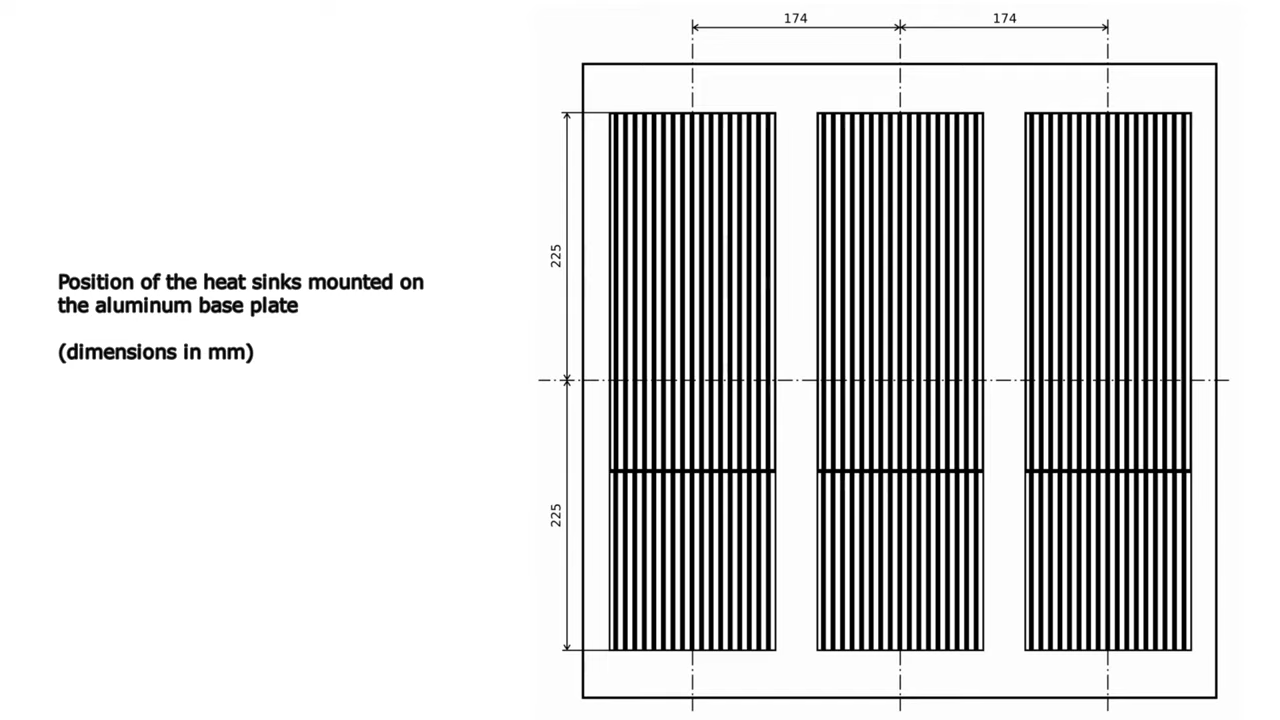 174 174
Position of the heat sinks mounted on
the aluminum base plate
(dimensions in mm)
225
225